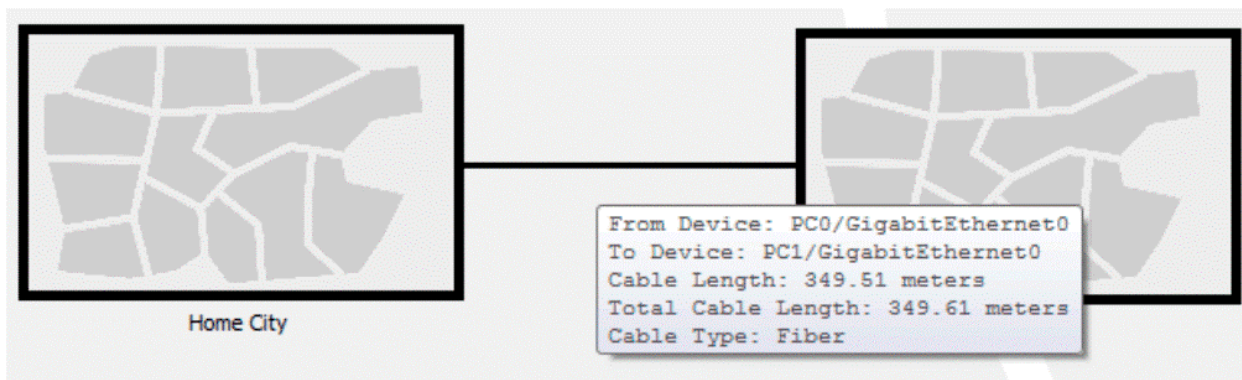 Home City
From Device: PC0/GigabitEthernet0
To Device: PC1/GigabitEthernet0
Cable Length: 349.51 meters
Total Cable Length: 349.61 meters
Cable Type: Fiber